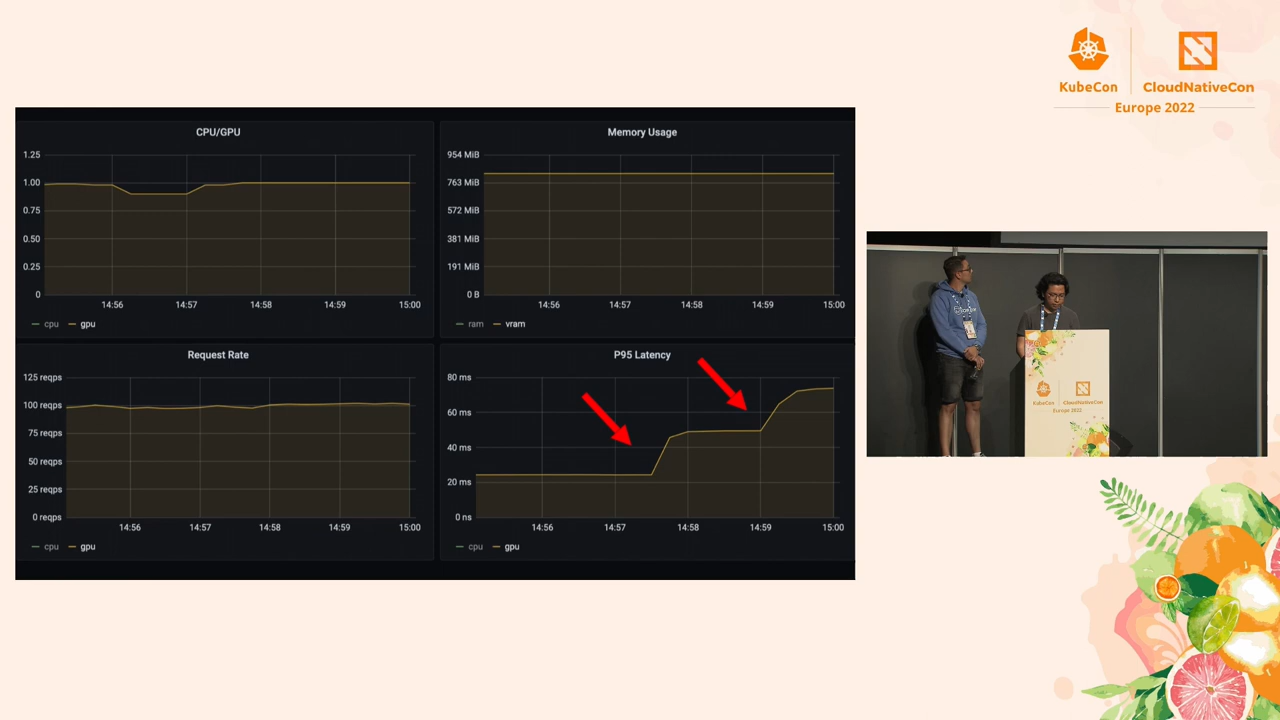 KubeCon
CloudNativeCon
Europe 2022
CPU/GPU
1.25
1.00
0.75
0.50
0.25
0
14:56
14:57
14:58
14:59
15:00
cpu
gpu
Memory Usage
954 MiB
763 MiB
572 MiB
381 MiB
191 MiB
0 B
14:56
14:57
14:58
14:59
15:00
ram
vram
Request Rate
125 reqps
100 reqps
75 reqps
50 reqps
25 reqps
0 reqps
14:56
14:57
14:58
14:59
15:00
cpu
gpu
P95 Latency
80 ms
60 ms
40 ms
20 ms
0 ns
14:56
14:57
14:58
14:59
15:00
cpu
gpu
KubeCon
CloudNativeCon
Europe 2022